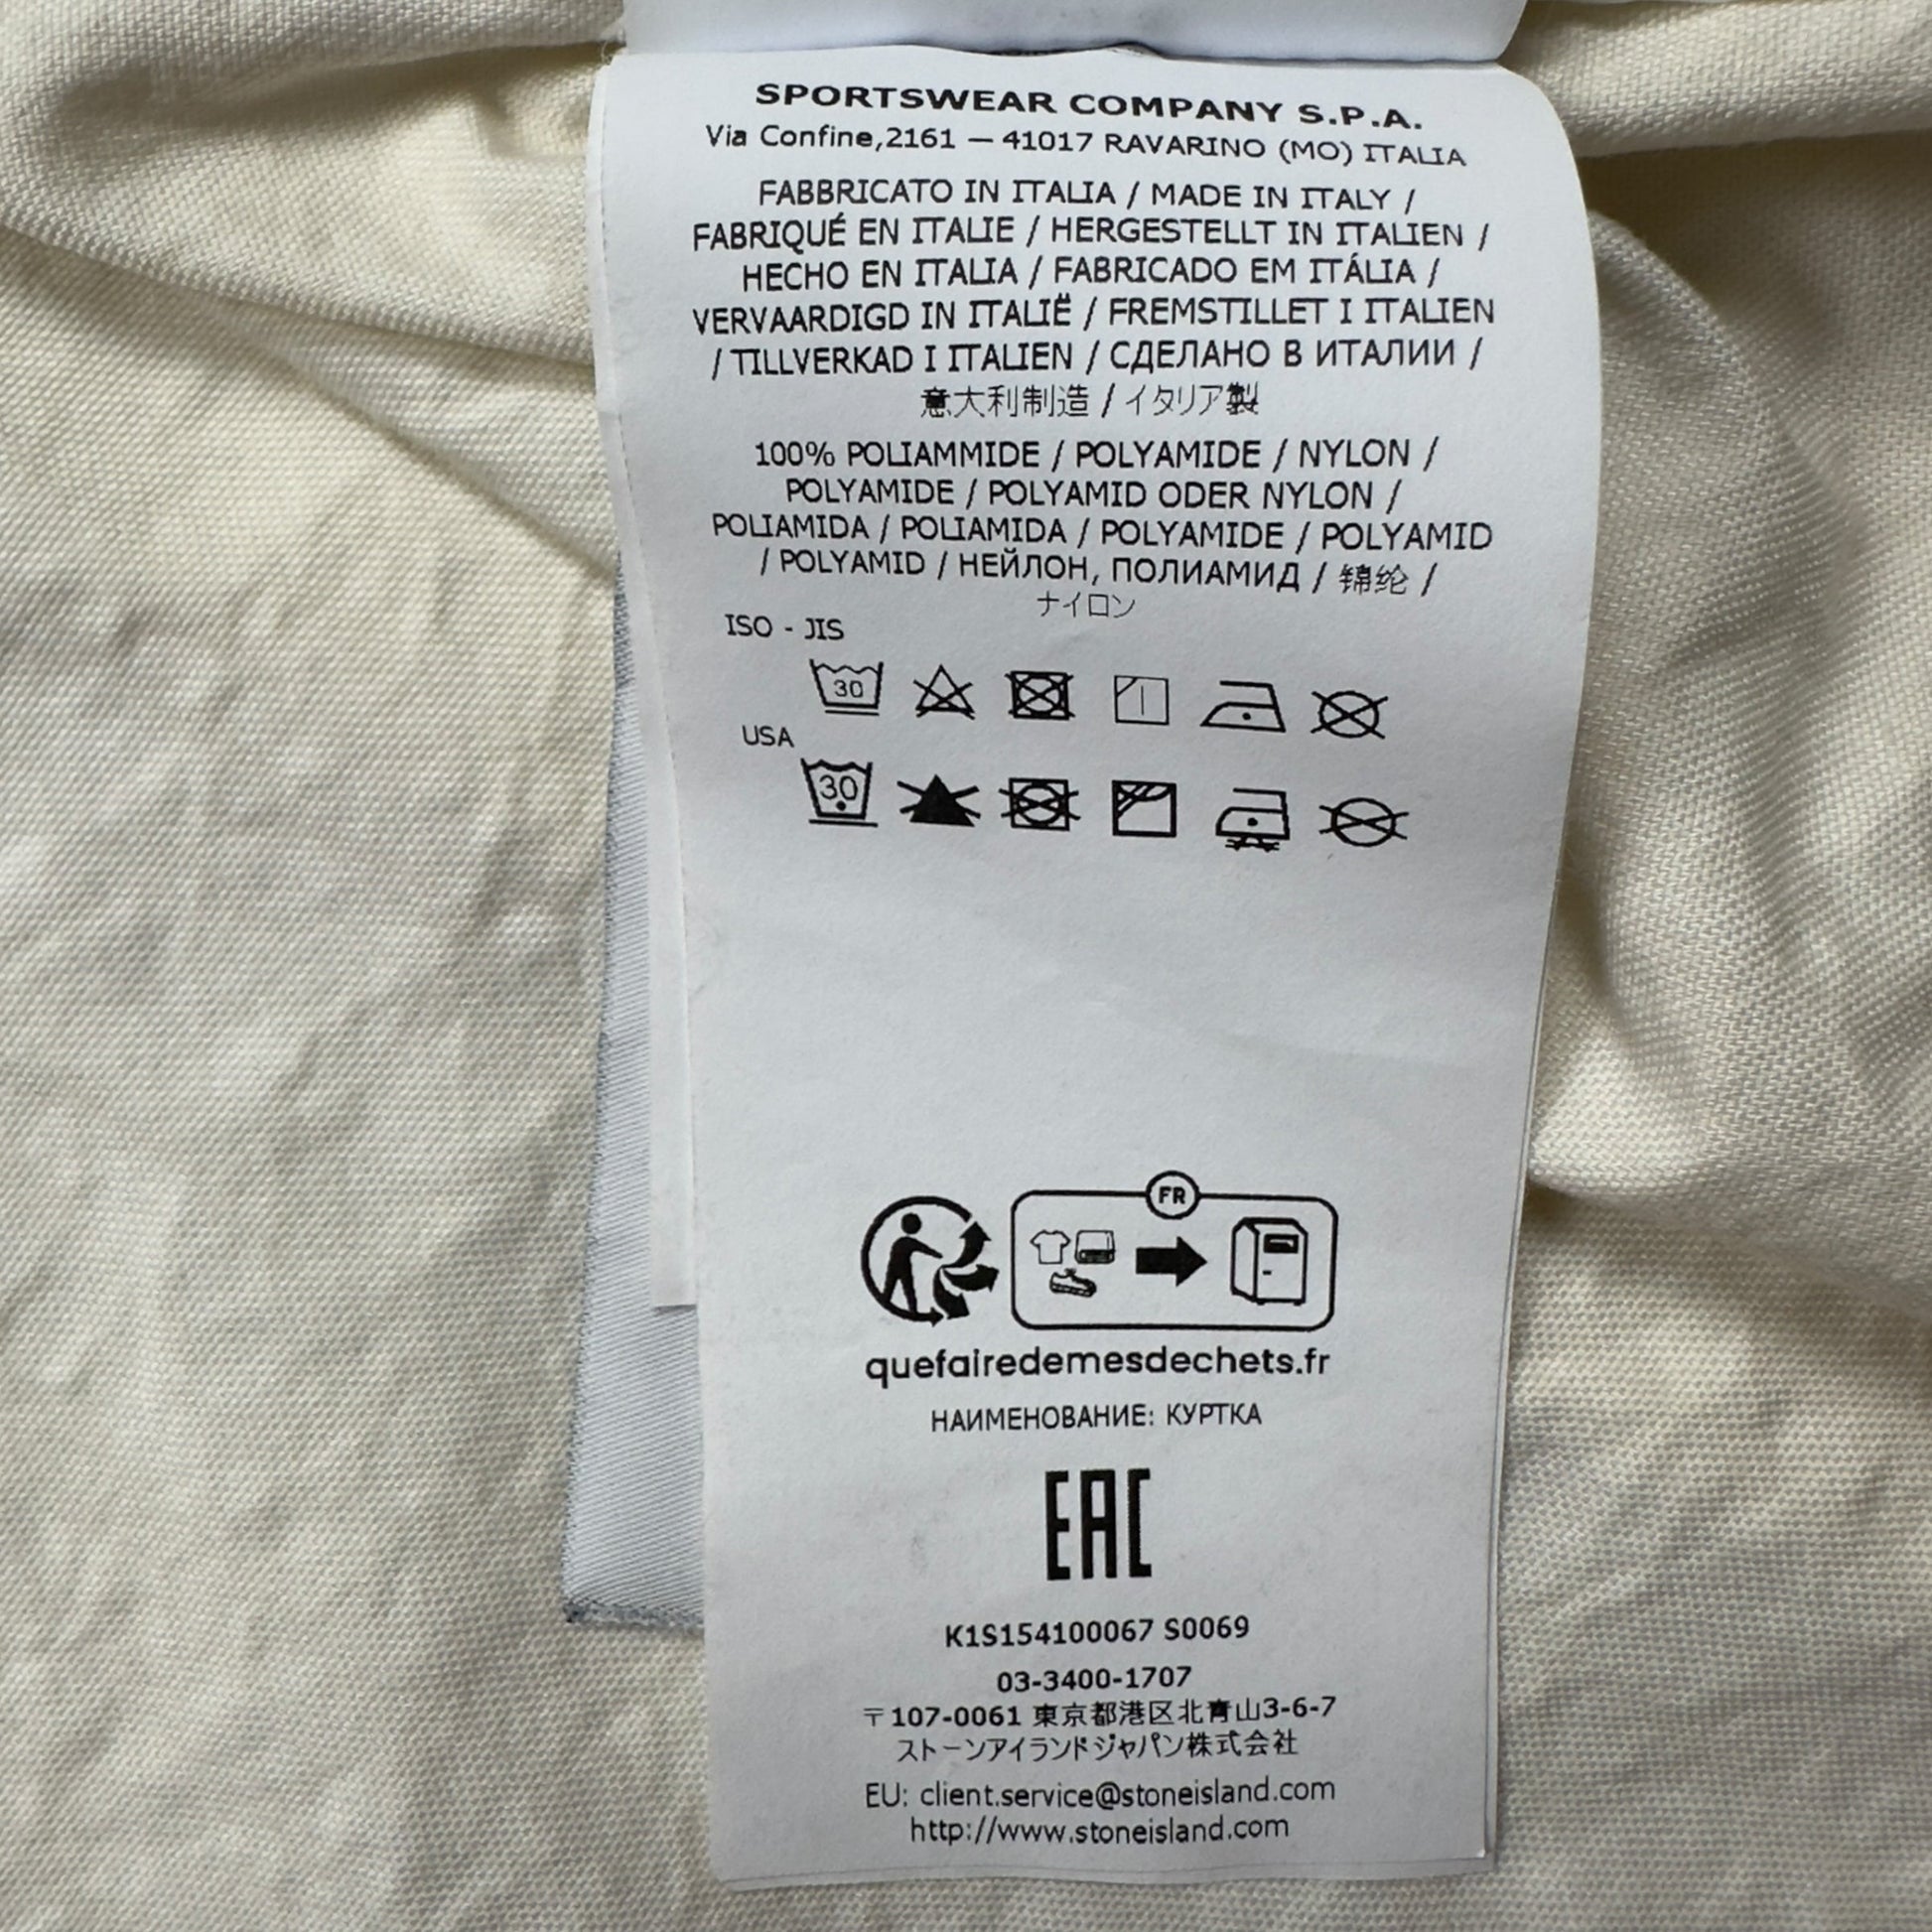 SPORTSWEAR COMPANY S.P.A.
Via Confine,2161 — 41017 RAVARINO (MO) ITALIA
FABBRICATO IN ITALIA / MADE IN ITALY /
FABRIQUÉ EN ITALIE / HERGESTELLT IN ITALIEN /
HECHO EN ITALIA / FABRICADO EM ITÁLIA /
VERVAARDIGD IN ITALIË / FREMSTILLET I ITALIEN
/ TILLVERKAD I ITALIEN / СДЕЛАНО В ИТАЛИИ /
意大利制造 / イタリア製
100% POLIAMMIDE / POLYAMIDE / NYLON /
POLYAMIDE / POLYAMID ODER NYLON /
POLIAMIDA / POLIAMIDA / POLYAMIDE / POLYAMID
/ POLYAMID / НЕЙЛОН, ПОЛИАМИД / 锦纶 /
ナイロン
ISO - JIS
30
USA
30
FR
quefairedemesdechets.fr
НАИМЕНОВАНИЕ: КУРТКА
EAC
K1S154100067 S0069
03-3400-1707
〒107-0061 東京都港区北青山3-6-7
ストーンアイランドジャパン株式会社
EU: client.service@stoneisland.com
http://www.stoneisland.com